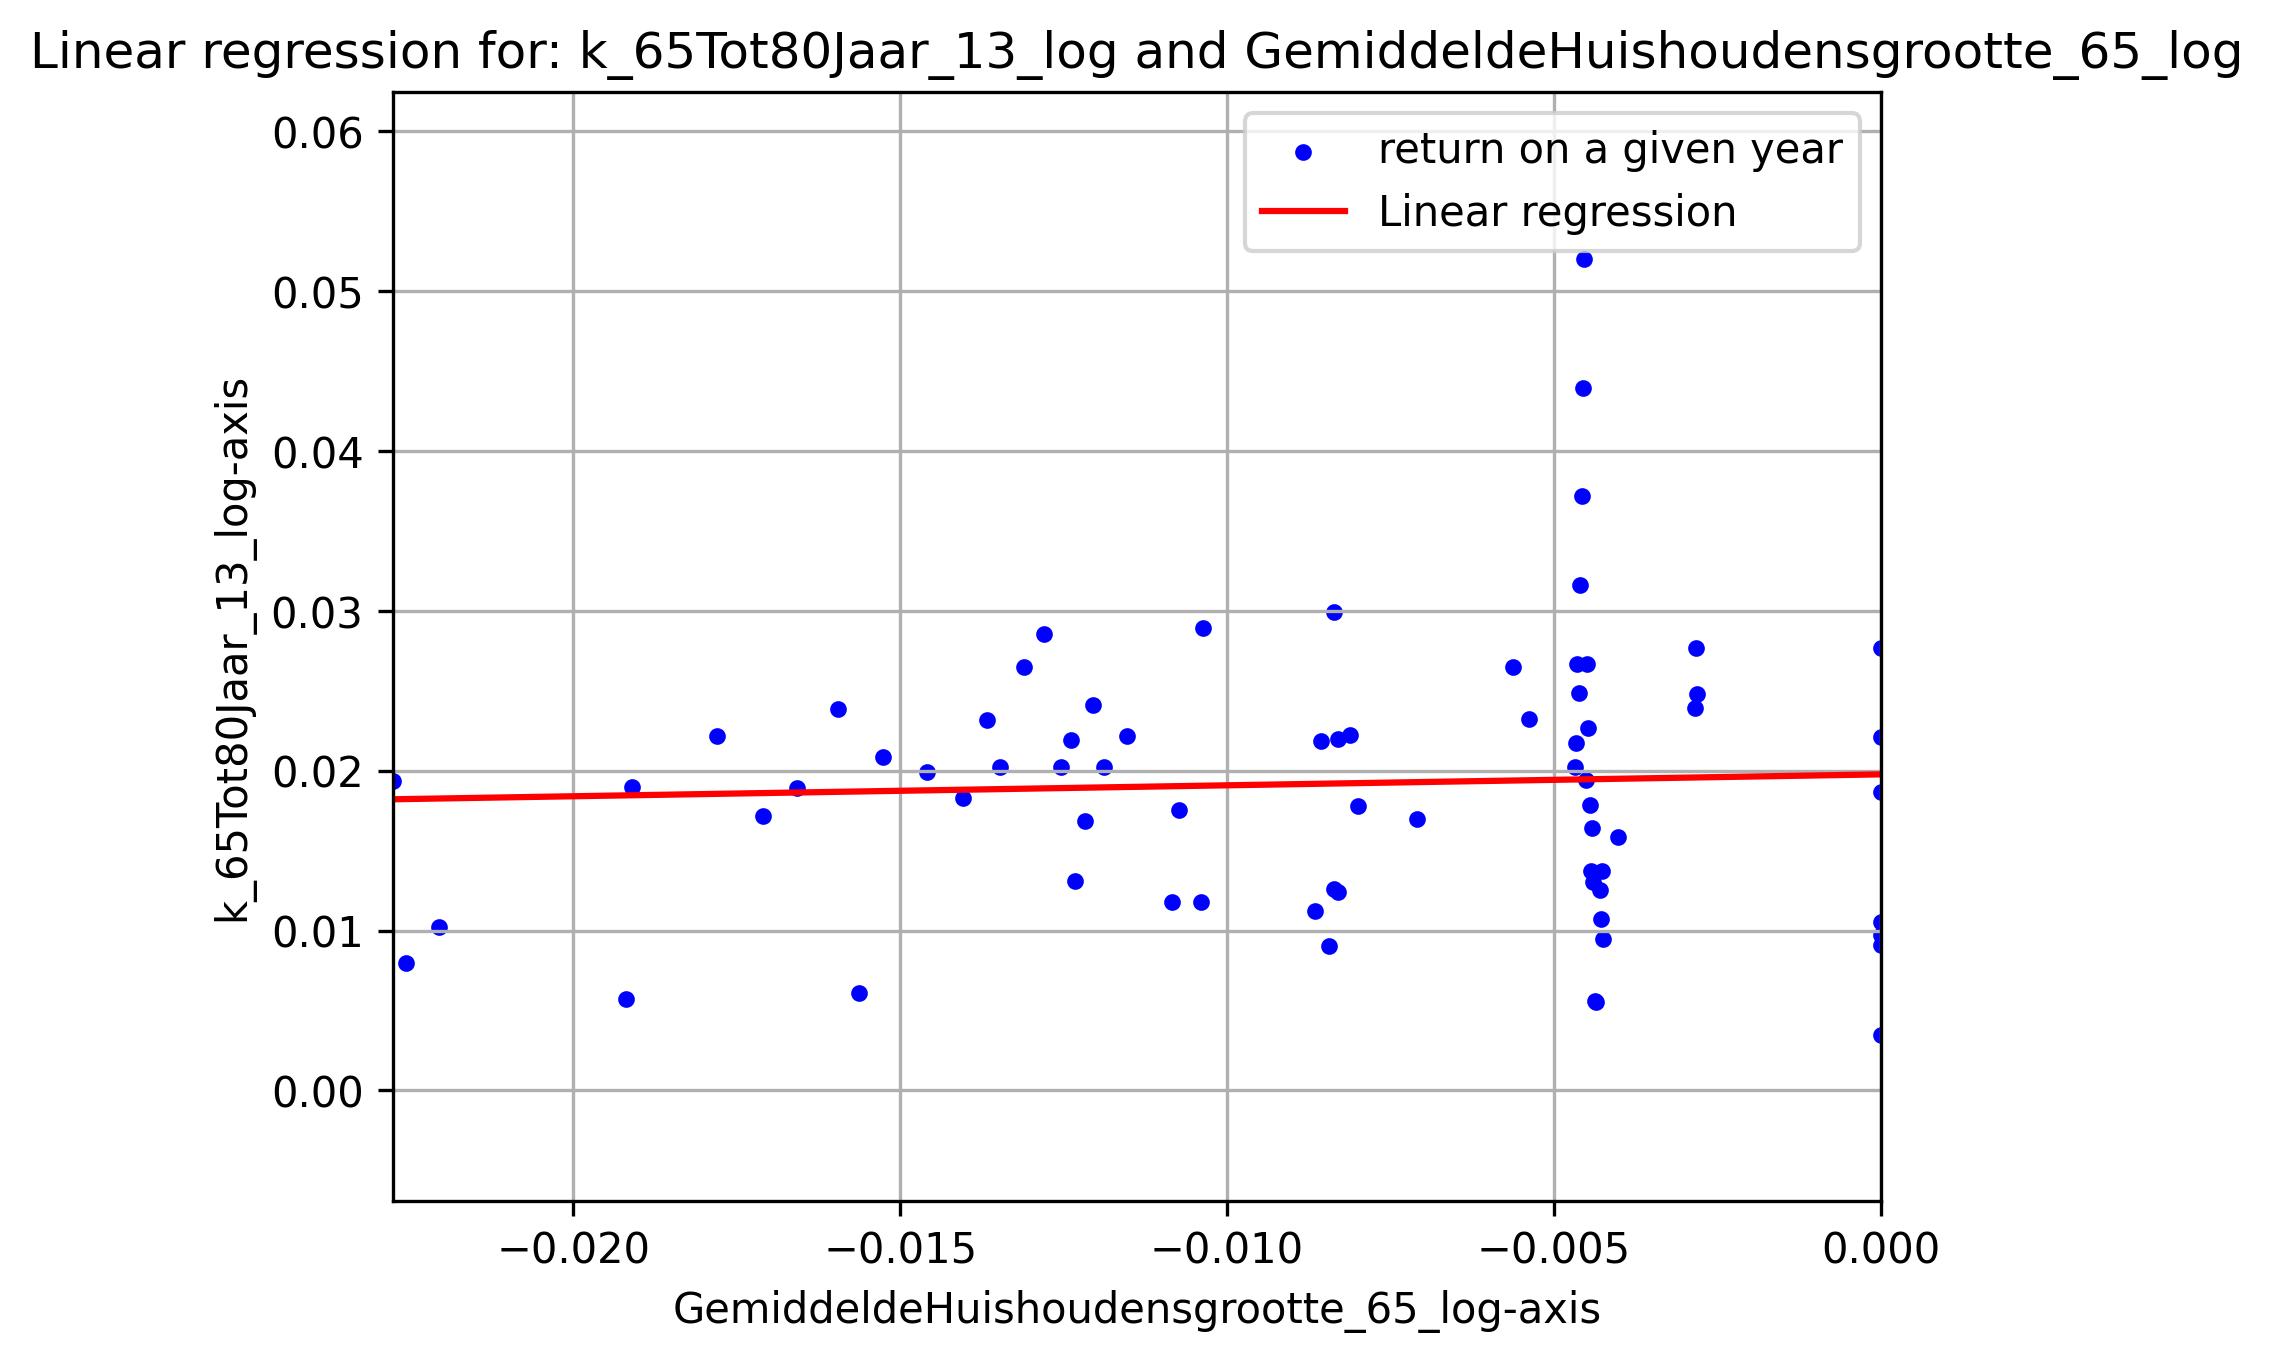 Linear regression for: k_65Tot80Jaar_13_log and GemiddeldeHuishoudensgrootte_65_log
return on a given year
Linear regression
k_65Tot80Jaar_13_log-axis
0.06
0.05
0.04
0.03
0.02
0.01
0.00
−0.020 −0.015 −0.010 −0.005 0.000
GemiddeldeHuishoudensgrootte_65_log-axis